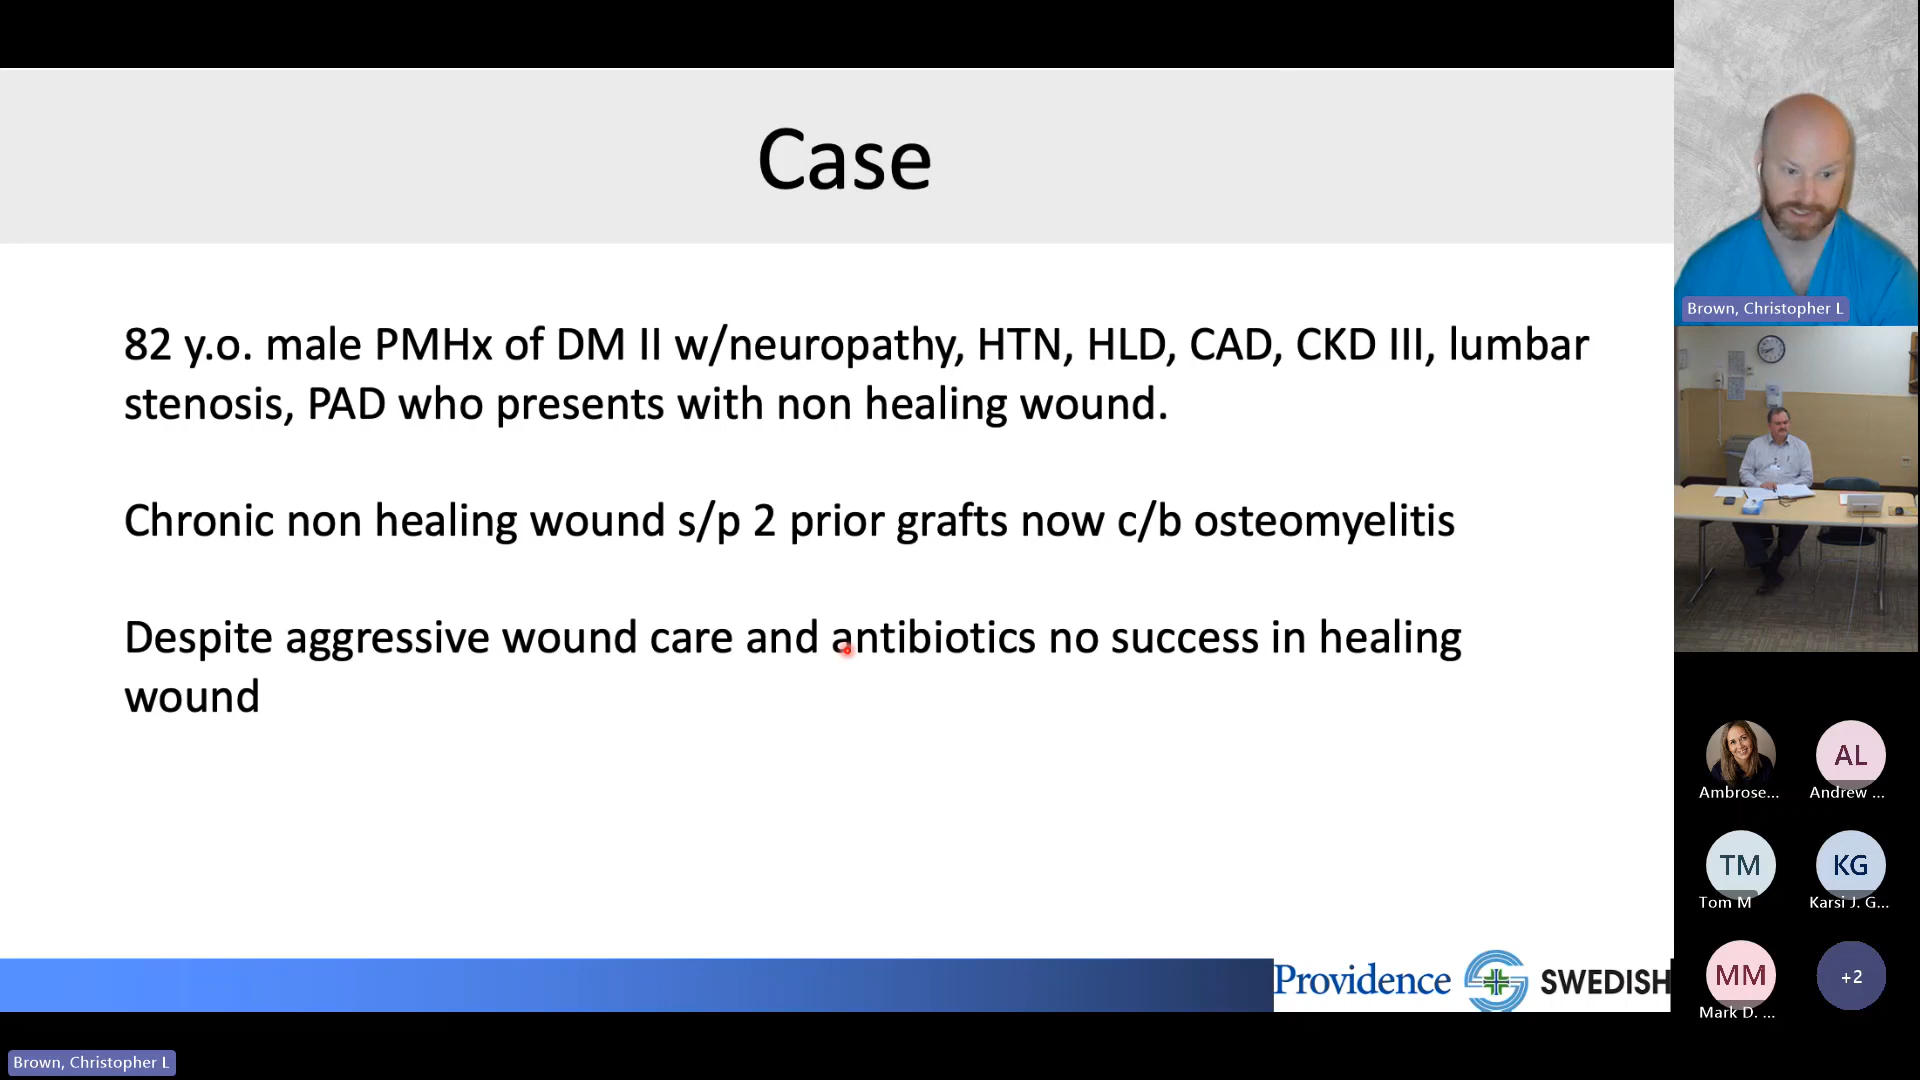 Case
82 y.o. male PMHx of DM II w/neuropathy, HTN, HLD, CAD, CKD III, lumbar
stenosis, PAD who presents with non healing wound.
Chronic non healing wound s/p 2 prior grafts now c/b osteomyelitis
Despite aggressive wound care and antibiotics no success in healing
wound
Providence SWEDISH
Brown, Christopher L
Brown, Christopher L
Ambrose...
AL
Andrew ...
TM
Tom M
KG
Karsi J. G...
MM
Mark D. ...
+2